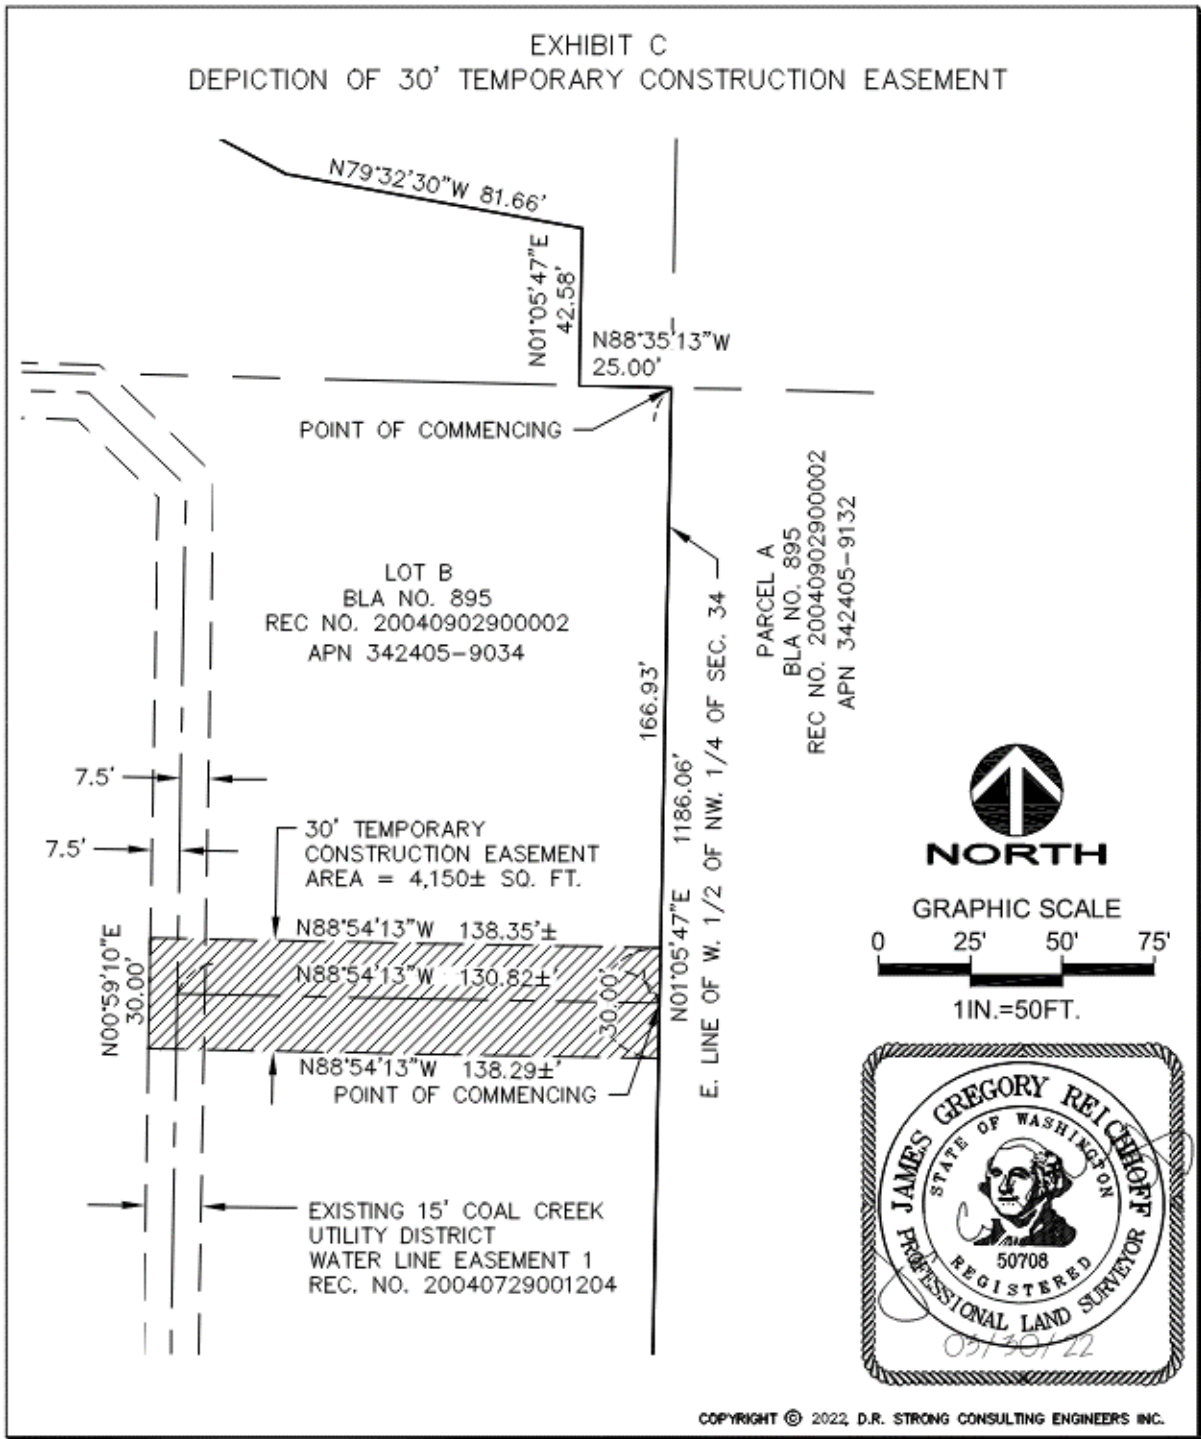 EXHIBIT C
DEPICTION OF 30' TEMPORARY CONSTRUCTION EASEMENT
N79°32'30"W 81.66'
N01°05'47"E
42.58'
N88°35'13"W
25.00'
POINT OF COMMENCING
LOT B
BLA NO. 895
REC NO. 20040902900002
APN 342405-9034
PARCEL A
BLA NO. 895
REC NO. 20040902900002
APN 342405-9132
166.93'
N01°05'47"E 1186.06'
E. LINE OF W. 1/2 OF NW. 1/4 OF SEC. 34
7.5'
7.5'
30' TEMPORARY
CONSTRUCTION EASEMENT
AREA = 4,150± SQ. FT.
N88°54'13"W 138.35'±
N00°59'10"E
30.00'
N88°54'13"W 130.82±'
30.00'
N88°54'13"W 138.29±'
POINT OF COMMENCING
EXISTING 15' COAL CREEK
UTILITY DISTRICT
WATER LINE EASEMENT 1
REC. NO. 20040729001204
NORTH
GRAPHIC SCALE
0 25' 50' 75'
1IN.=50FT.
JAMES GREGORY REICHHOFF
STATE OF WASHINGTON
50708
REGISTERED
PROFESSIONAL LAND SURVEYOR
03/30/22
COPYRIGHT © 2022, D.R. STRONG CONSULTING ENGINEERS INC.